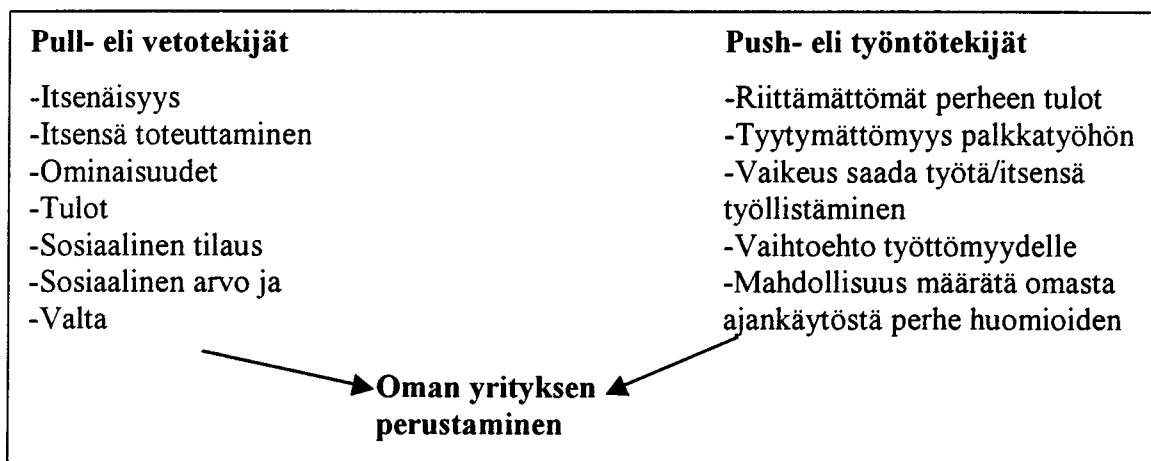 Pull- eli vetotekijät
-Itsenäisyys
-Itsensä toteuttaminen
-Ominaisuudet
-Tulot
-Sosiaalinen tilaus
-Sosiaalinen arvo ja
-Valta
Push- eli työntötekijät
-Riittämättömät perheen tulot
-Tyytymättömyys palkkatyöhön
-Vaikeus saada työtä/itsensä
työllistäminen
-Vaihtoehto työttömyydelle
-Mahdollisuus määrätä omasta
ajankäytöstä perhe huomioiden
Oman yrityksen
perustaminen